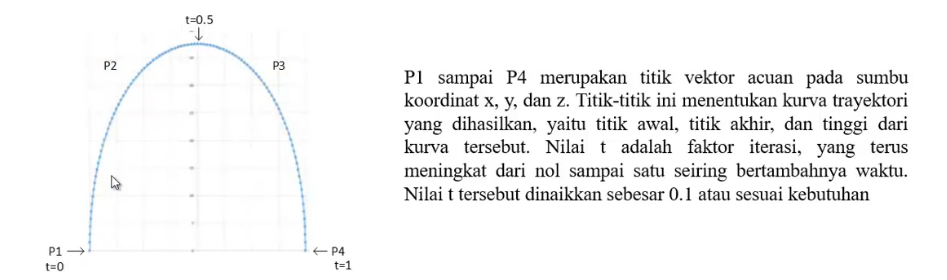 t=0.5
P2
P3
P1
t=0
P4
t=1
P1 sampai P4 merupakan titik vektor acuan pada sumbu
koordinat x, y, dan z. Titik-titik ini menentukan kurva trayektori
yang dihasilkan, yaitu titik awal, titik akhir, dan tinggi dari
kurva tersebut. Nilai t adalah faktor iterasi, yang terus
meningkat dari nol sampai satu seiring bertambahnya waktu.
Nilai t tersebut dinaikkan sebesar 0.1 atau sesuai kebutuhan